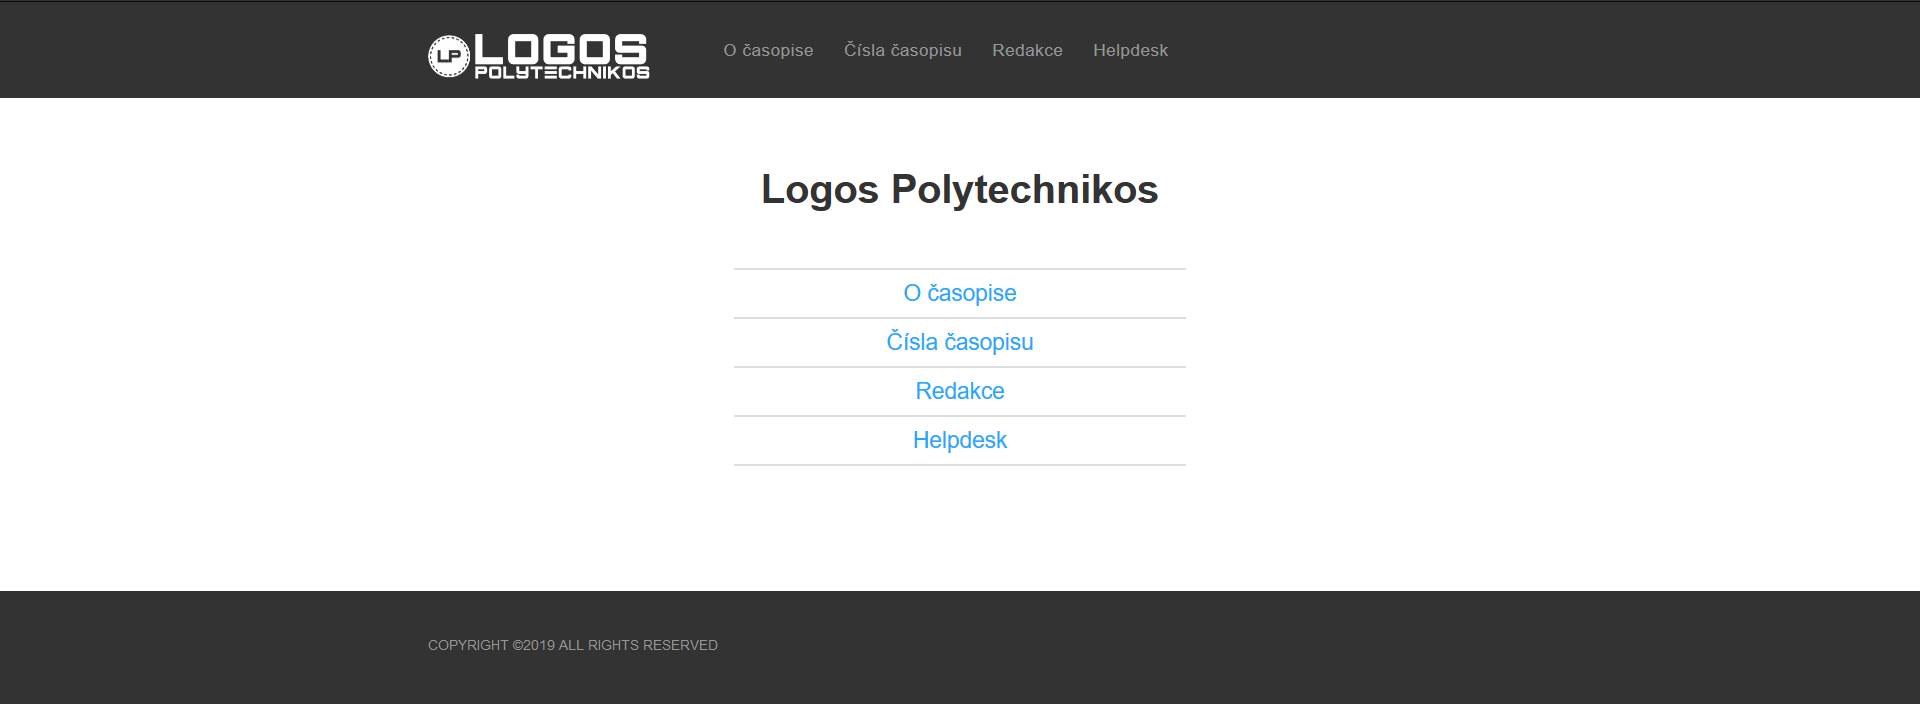 LP LOGOS
POLYTECHNIKOS
O časopise Čísla časopisu Redakce Helpdesk
Logos Polytechnikos
O časopise
Čísla časopisu
Redakce
Helpdesk
COPYRIGHT ©2019 ALL RIGHTS RESERVED